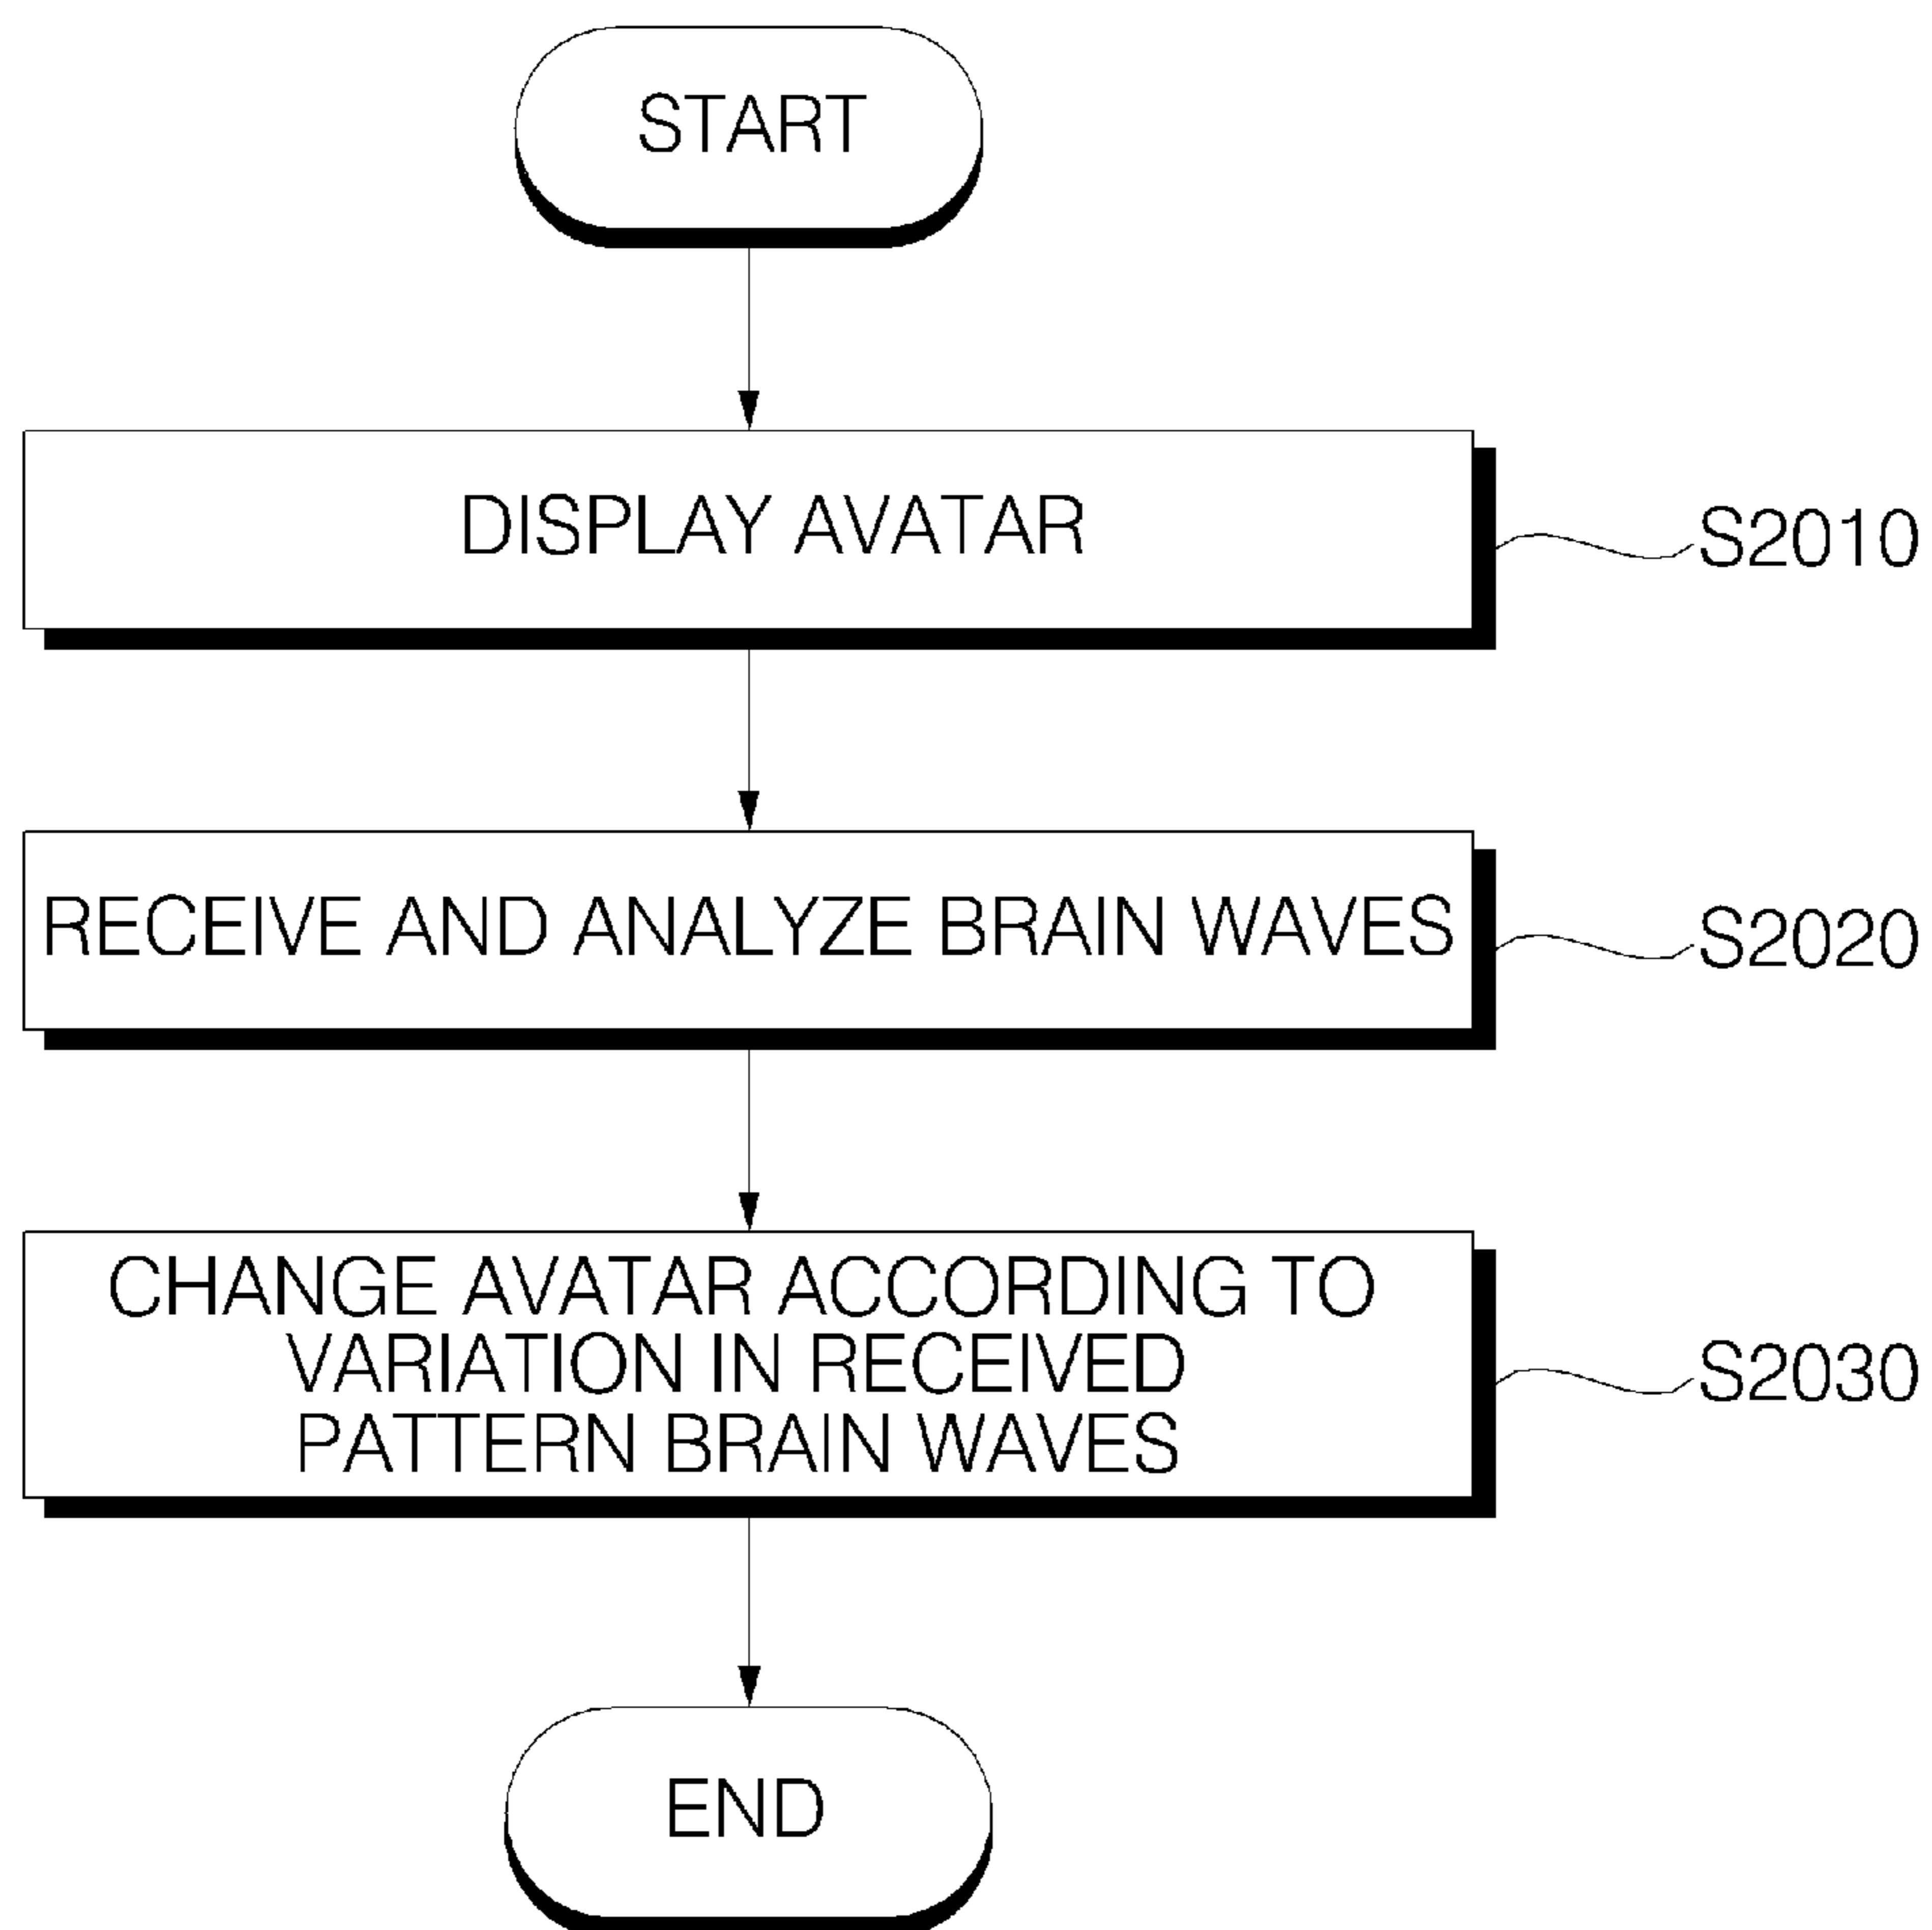 START
DISPLAY AVATAR
S2010
RECEIVE AND ANALYZE BRAIN WAVES
S2020
CHANGE AVATAR ACCORDING TO
VARIATION IN RECEIVED
PATTERN BRAIN WAVES
S2030
END